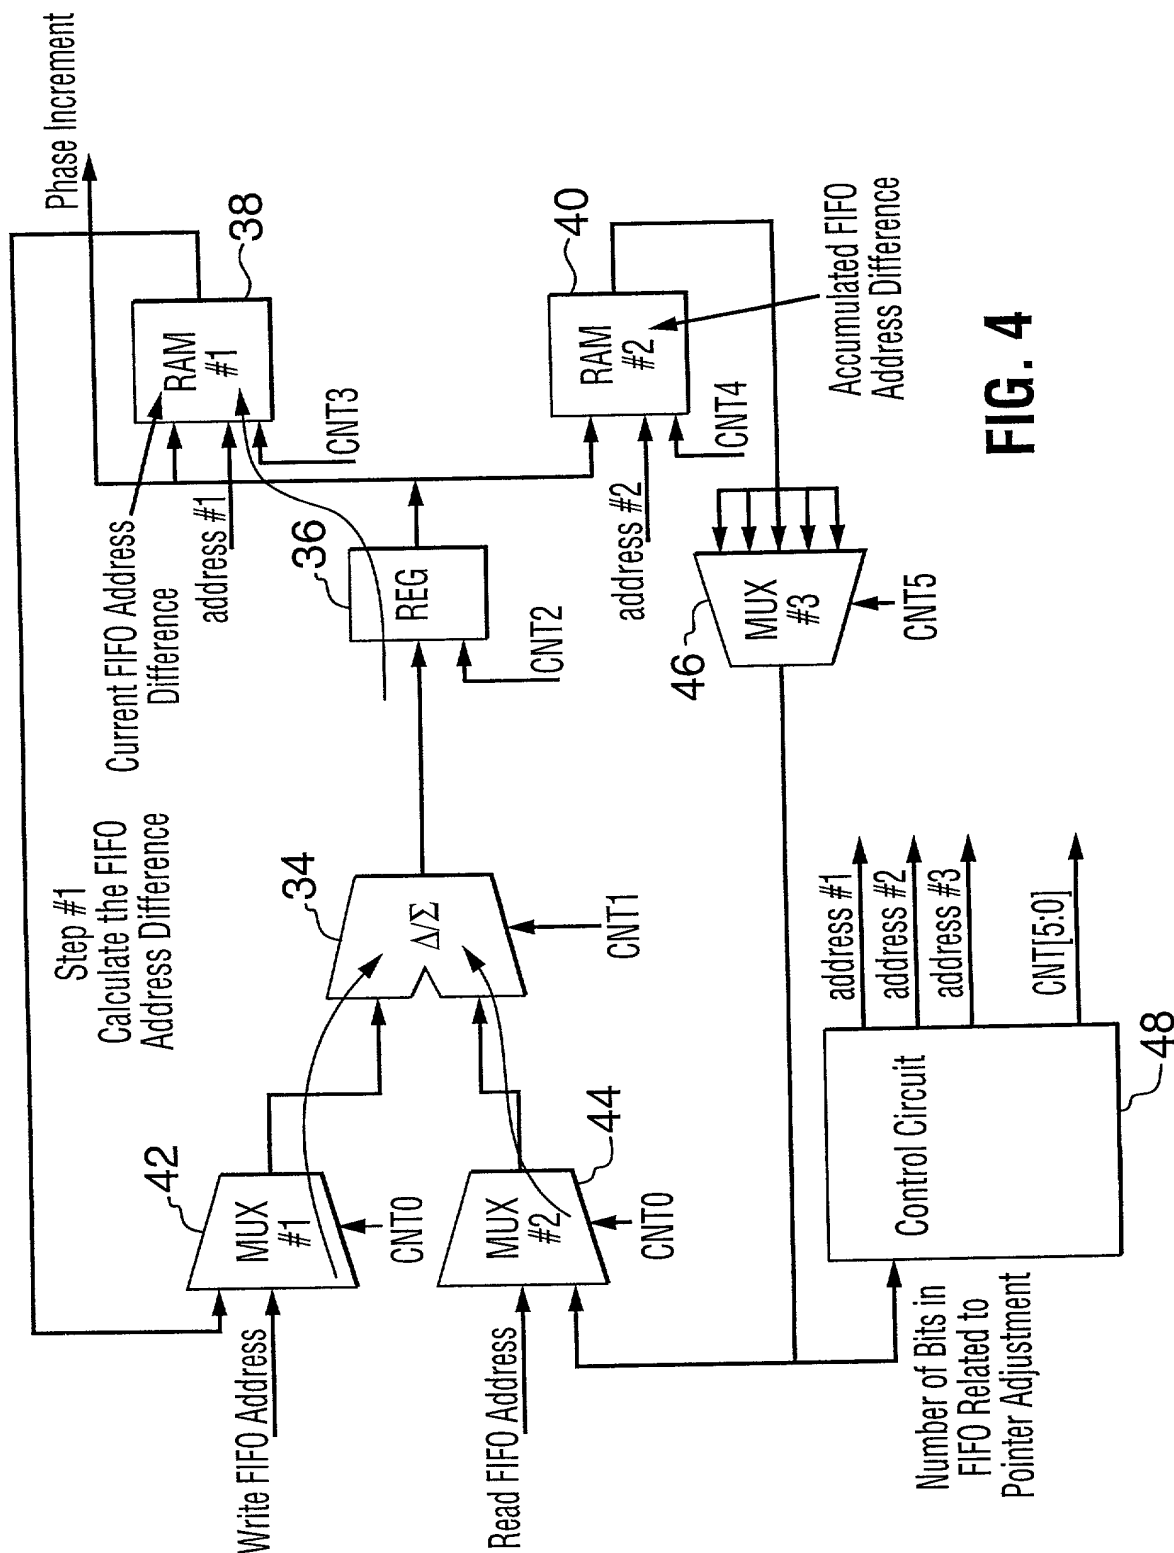 Phase Increment
38
RAM
#1
Current FIFO Address
Difference
address #1
CNT3
40
RAM
#2
Accumulated FIFO
Address Difference
address #2
CNT4
36
REG
CNT2
46
MUX
#3
CNT5
Step #1
Calculate the FIFO
Address Difference
34
Δ/Σ
CNT1
42
MUX
#1
CNT0
Write FIFO Address
44
MUX
#2
CNT0
Read FIFO Address
address #1
address #2
address #3
CNT[5:0]
Control Circuit
48
Number of Bits in
FIFO Related to
Pointer Adjustment
FIG. 4